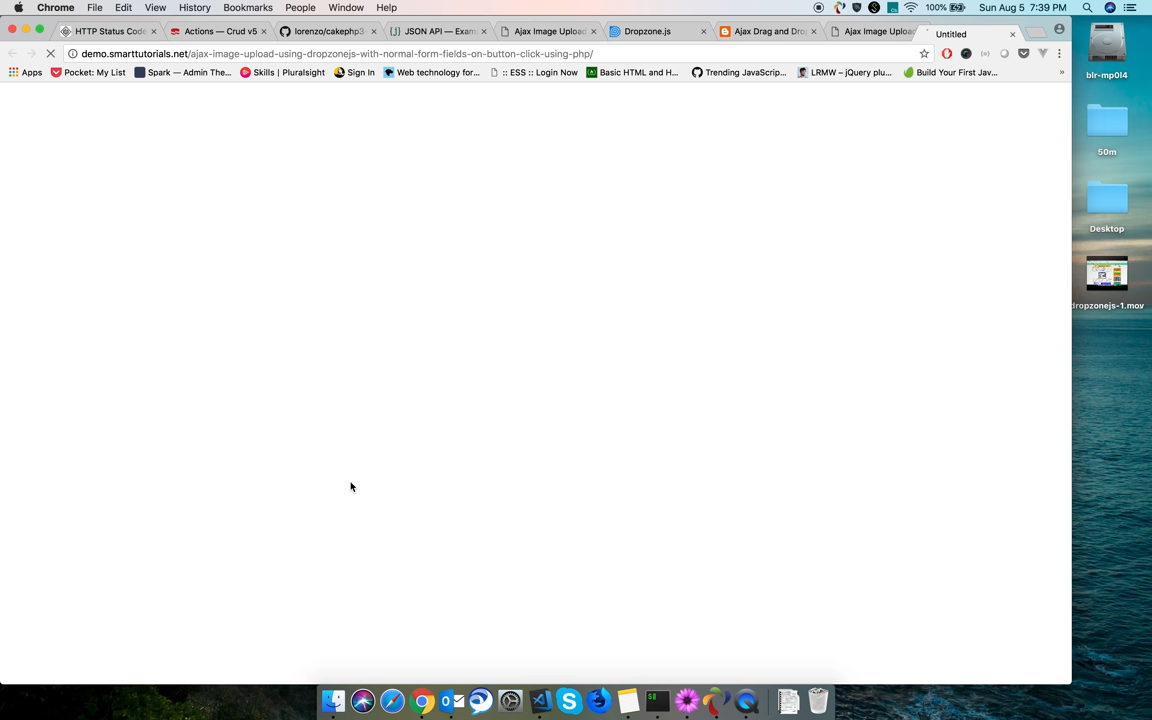 Chrome File Edit View History Bookmarks People Window Help 100% Sun Aug 5 7:39 PM
HTTP Status Code Actions — Crud v5 lorenzo/cakephp3 JSON API — Exam Ajax Image Upload Dropzone.js Ajax Drag and Dro Ajax Image Upload Untitled
demo.smarttutorials.net/ajax-image-upload-using-dropzonejs-with-normal-form-fields-on-button-click-using-php/
Apps Pocket: My List Spark — Admin The... Skills | Pluralsight Sign In Web technology for... :: ESS :: Login Now Basic HTML and H... Trending JavaScrip... LRMW – jQuery plu... Build Your First Jav... »
blr-mp0l4
50m
Desktop
dropzonejs-1.mov